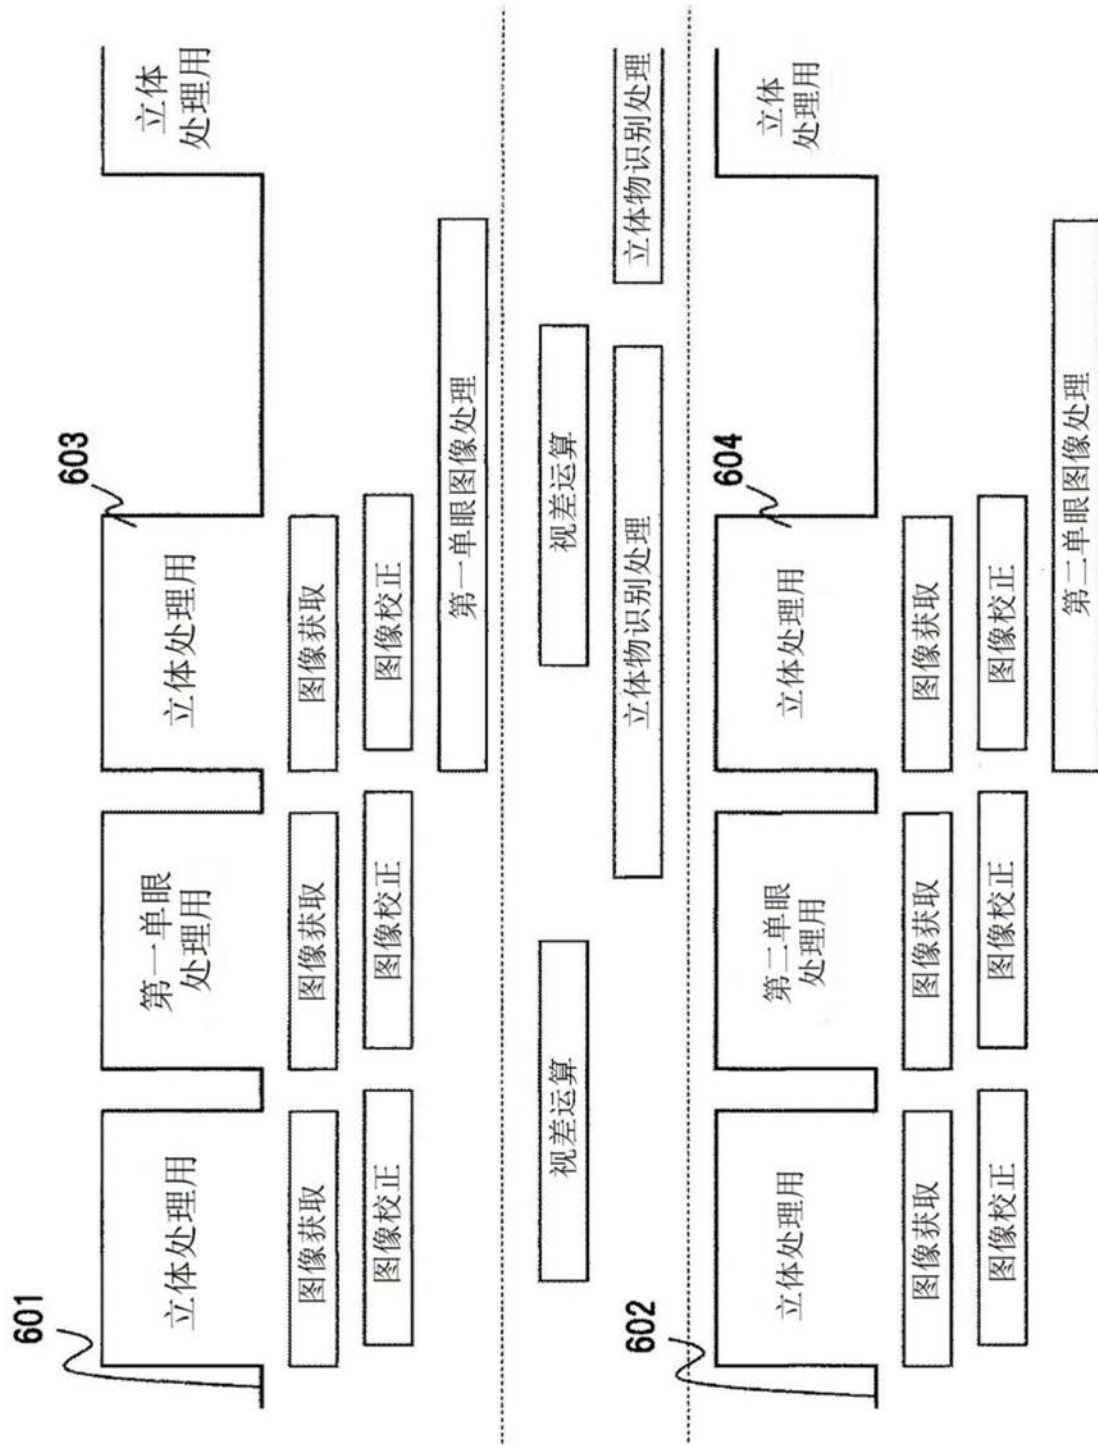 601
立体处理用
第一单眼
处理用
立体处理用
603
立体
处理用
图像获取
图像获取
图像获取
图像校正
图像校正
图像校正
第一单眼图像处理
视差运算
视差运算
立体物识别处理
立体物识别处理
602
立体处理用
第二单眼
处理用
立体处理用
604
立体
处理用
图像获取
图像获取
图像获取
图像校正
图像校正
图像校正
第二单眼图像处理